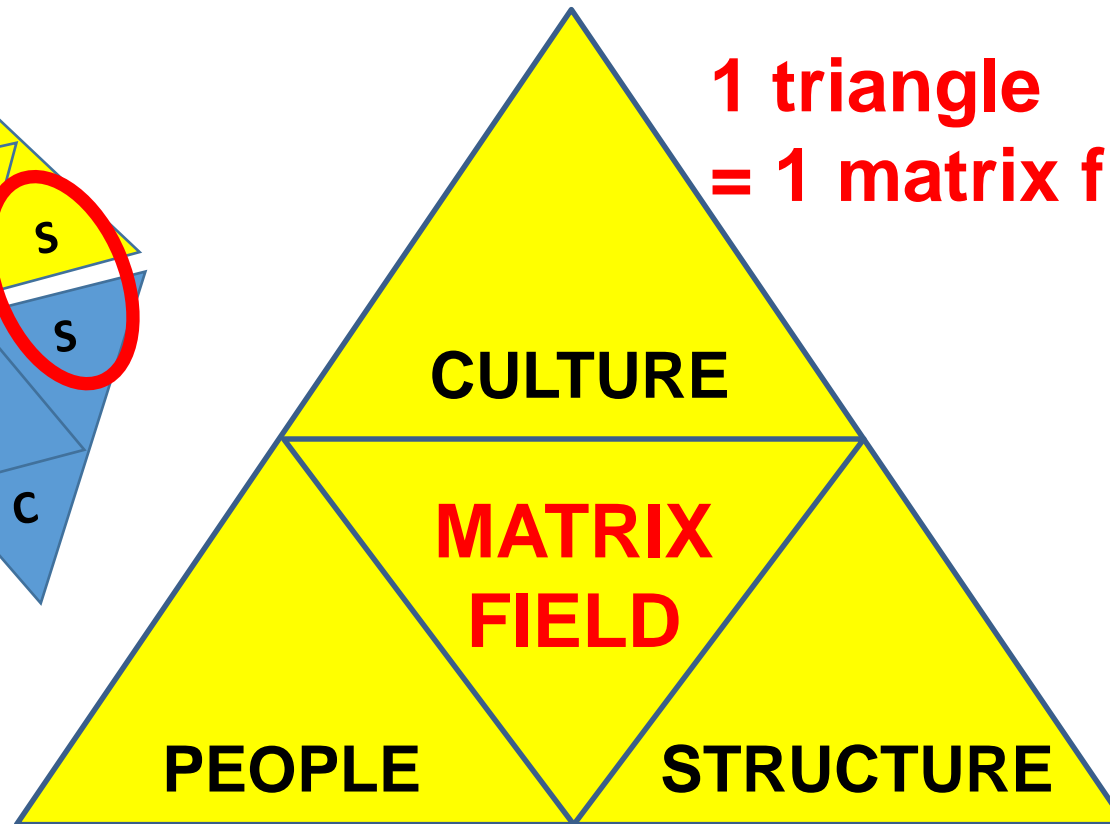 1 triangle
= 1 matrix f
S
S
C
CULTURE
MATRIX
FIELD
PEOPLE
STRUCTURE